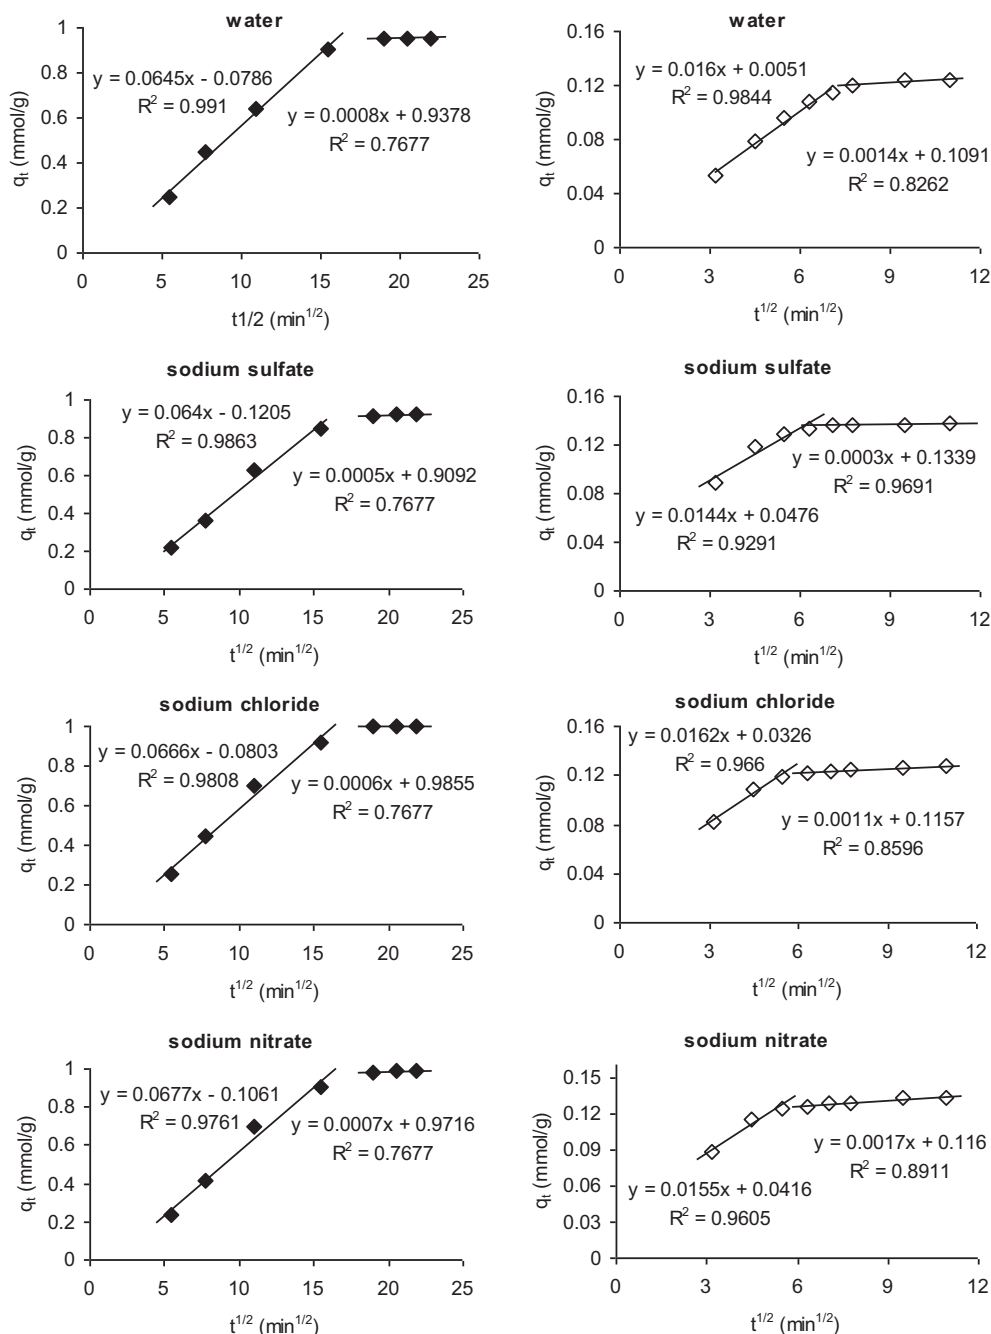 water
1
0.8
0.6
0.4
0.2
0
qt (mmol/g)
y = 0.0645x - 0.0786
R² = 0.991
y = 0.0008x + 0.9378
R² = 0.7677
0 5 10 15 20 25
t1/2 (min1/2)
water
0.16
0.12
0.08
0.04
0
qt (mmol/g)
y = 0.016x + 0.0051
R² = 0.9844
y = 0.0014x + 0.1091
R² = 0.8262
0 3 6 9 12
t1/2 (min1/2)
sodium sulfate
1
0.8
0.6
0.4
0.2
0
qt (mmol/g)
y = 0.064x - 0.1205
R² = 0.9863
y = 0.0005x + 0.9092
R² = 0.7677
0 5 10 15 20 25
t1/2 (min1/2)
sodium sulfate
0.16
0.12
0.08
0.04
0
qt (mmol/g)
y = 0.0003x + 0.1339
R² = 0.9691
y = 0.0144x + 0.0476
R² = 0.9291
0 3 6 9 12
t1/2 (min1/2)
sodium chloride
1
0.8
0.6
0.4
0.2
0
qt (mmol/g)
y = 0.0666x - 0.0803
R² = 0.9808
y = 0.0006x + 0.9855
R² = 0.7677
0 5 10 15 20 25
t1/2 (min1/2)
sodium chloride
0.16
0.12
0.08
0.04
0
qt (mmol/g)
y = 0.0162x + 0.0326
R² = 0.966
y = 0.0011x + 0.1157
R² = 0.8596
0 3 6 9 12
t1/2 (min1/2)
sodium nitrate
1
0.8
0.6
0.4
0.2
0
qt (mmol/g)
y = 0.0677x - 0.1061
R² = 0.9761
y = 0.0007x + 0.9716
R² = 0.7677
0 5 10 15 20 25
t1/2 (min1/2)
sodium nitrate
0.15
0.12
0.09
0.06
0.03
0
qt (mmol/g)
y = 0.0017x + 0.116
R² = 0.8911
y = 0.0155x + 0.0416
R² = 0.9605
0 3 6 9 12
t1/2 (min1/2)